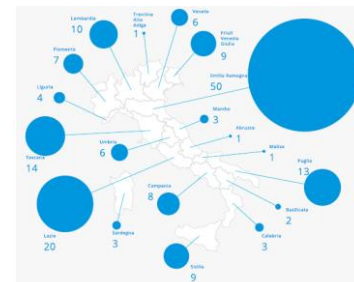 Lombardia
10
Trentino
Alto
Adige
1
Veneto
6
Friuli
Venezia
Giulia
9
Piemonte
7
Emilia Romagna
50
Liguria
4
Marche
3
Toscana
14
Umbria
6
Abruzzo
1
Molise
1
Puglia
13
Campania
8
Basilicata
2
Lazio
20
Sardegna
3
Calabria
3
Sicilia
9